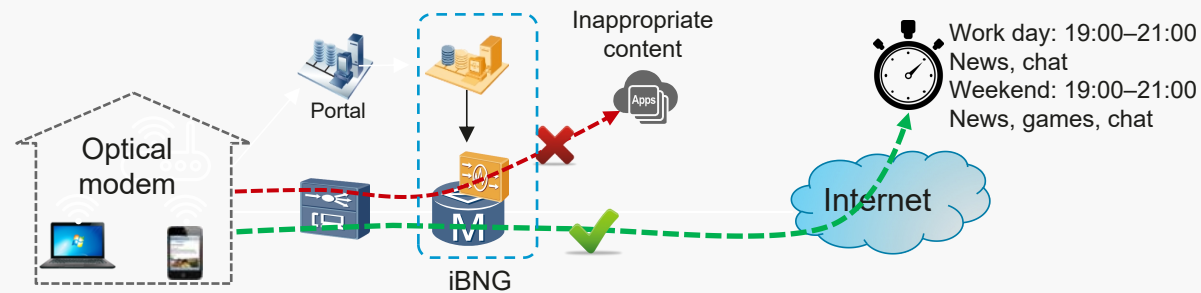 Inappropriate
content
Work day: 19:00–21:00
News, chat
Weekend: 19:00–21:00
News, games, chat
Portal
Apps
Optical
modem
Internet
M
iBNG